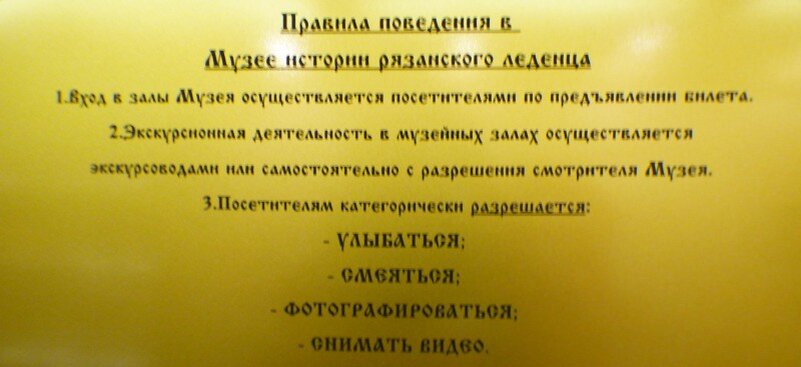 Правила поведения в
Музее истории рязанского леденца
1.Вход в залы Музея осуществляется посетителями по предъявлении билета.
2.Экскурсионная деятельность в музейных залах осуществляется
экскурсоводами или самостоятельно с разрешения смотрителя Музея.
3.Посетителям категорически разрешается:
- УЛЫБАТЬСЯ;
- СМЕЯТЬСЯ;
- ФОТОГРАФИРОВАТЬСЯ;
- СНИМАТЬ ВИДЕО.